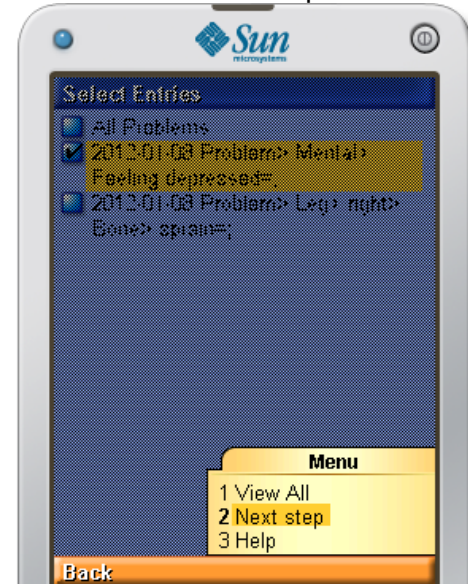 Sun
microsystems
Select Entries
All Problems
2012-01-08 Problem> Mental>
Feeling depressed=;
2012-01-08 Problem> Leg> right>
Bone> sprain=;
Menu
1 View All
2 Next step
3 Help
Back